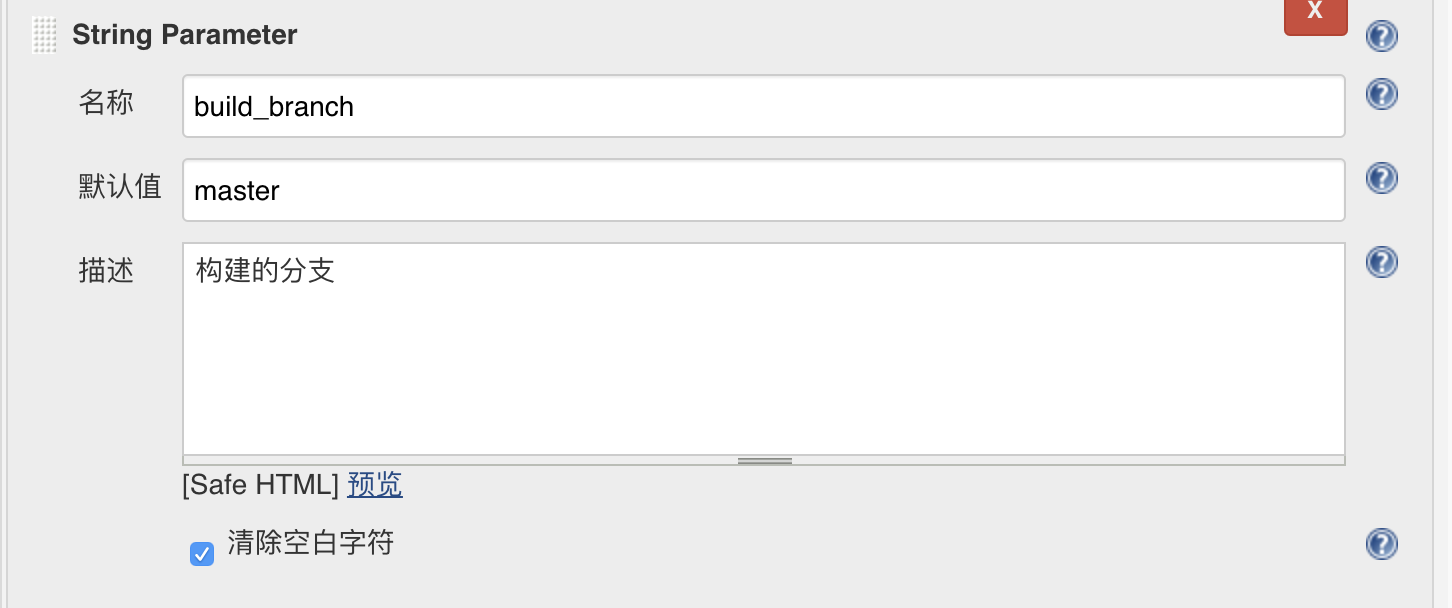 String Parameter
X
名称
build_branch
默认值
master
描述
构建的分支
[Safe HTML] 预览
清除空白字符